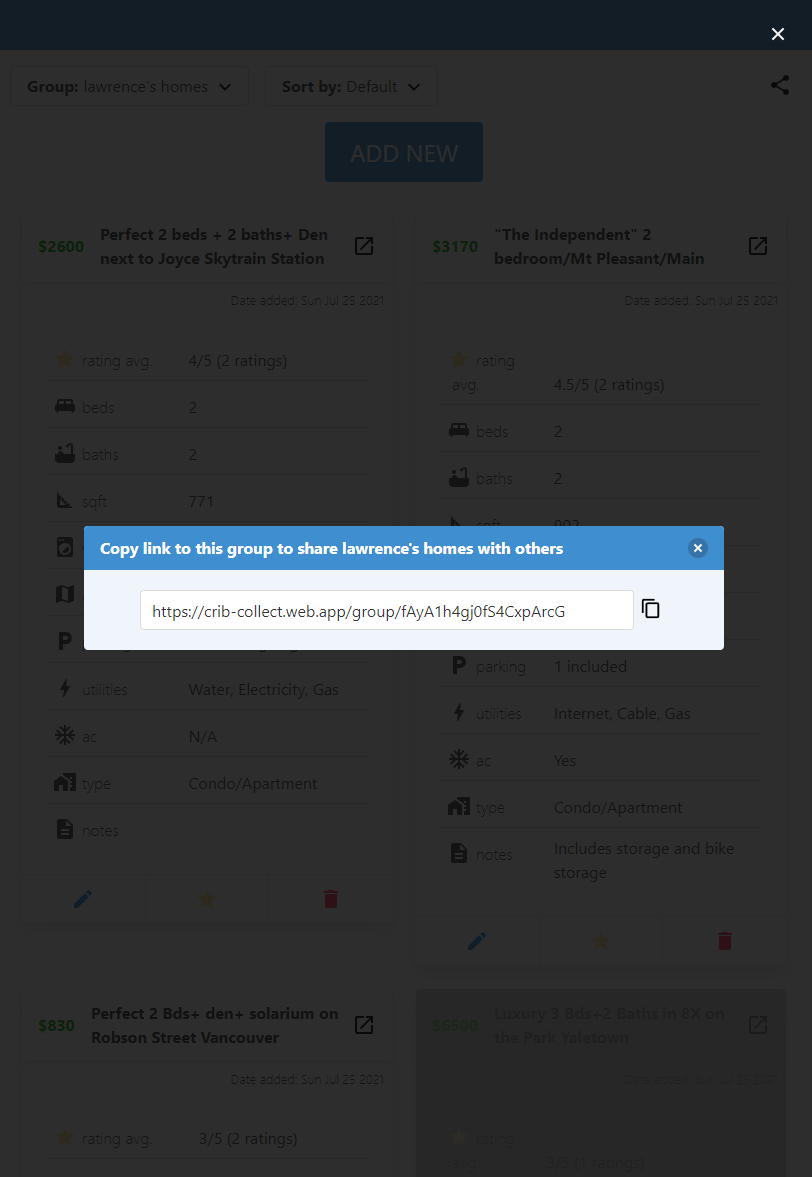 Group: lawrence's homes
Sort by: Default
ADD NEW
$2600
Perfect 2 beds + 2 baths+ Den
next to Joyce Skytrain Station
Date added: Sun Jul 25 2021
rating avg.
4/5 (2 ratings)
beds
2
baths
2
sqft
771
utilities
Water, Electricity, Gas
ac
N/A
type
Condo/Apartment
notes
$3170
"The Independent" 2
bedroom/Mt Pleasant/Main
Date added: Sun Jul 25 2021
rating
avg.
4.5/5 (2 ratings)
beds
2
baths
2
sqft
902
Copy link to this group to share lawrence's homes with others
https://crib-collect.web.app/group/fAyA1h4gj0fS4CxpArcG
parking
1 included
utilities
Internet, Cable, Gas
ac
Yes
type
Condo/Apartment
notes
Includes storage and bike
storage
$830
Perfect 2 Bds+ den+ solarium on
Robson Street Vancouver
Date added: Sun Jul 25 2021
rating avg.
3/5 (2 ratings)
$6500
Luxury 3 Bds+2 Baths in 8X on
the Park Yaletown
Date added: Sun Jul 25 2021
rating
avg.
3/5 (1 ratings)